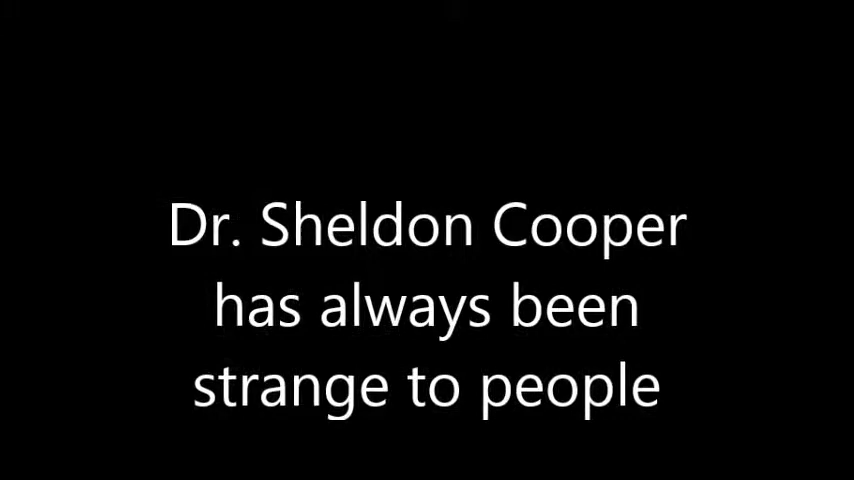 Dr. Sheldon Cooper
has always been
strange to people